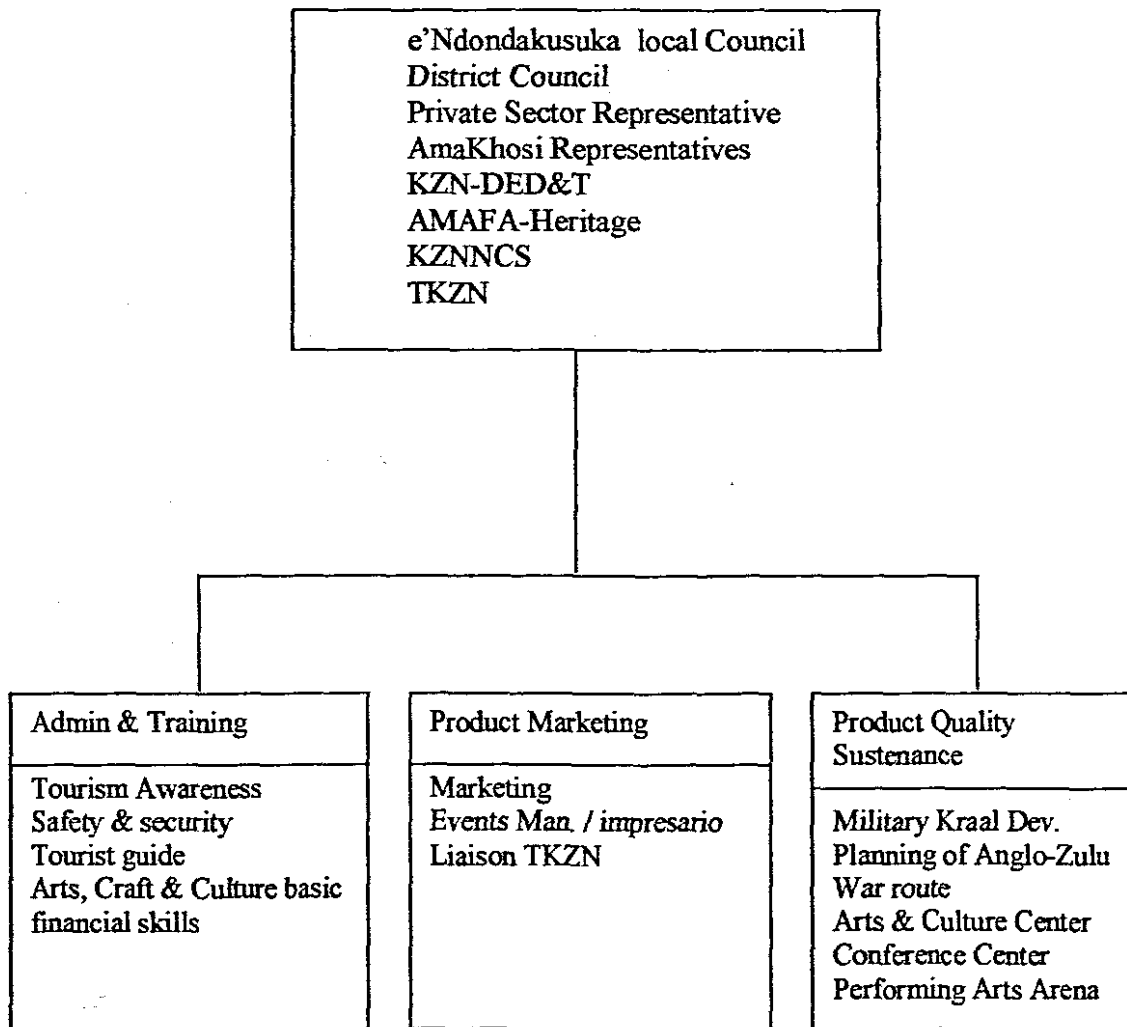 e'Ndondakusuka local Council
District Council
Private Sector Representative
AmaKhosi Representatives
KZN-DED&T
AMAFA-Heritage
KZNNCS
TKZN
Admin & Training
Tourism Awareness
Safety & security
Tourist guide
Arts, Craft & Culture basic
financial skills
Product Marketing
Marketing
Events Man. / impresario
Liaison TKZN
Product Quality
Sustenance
Military Kraal Dev.
Planning of Anglo-Zulu
War route
Arts & Culture Center
Conference Center
Performing Arts Arena